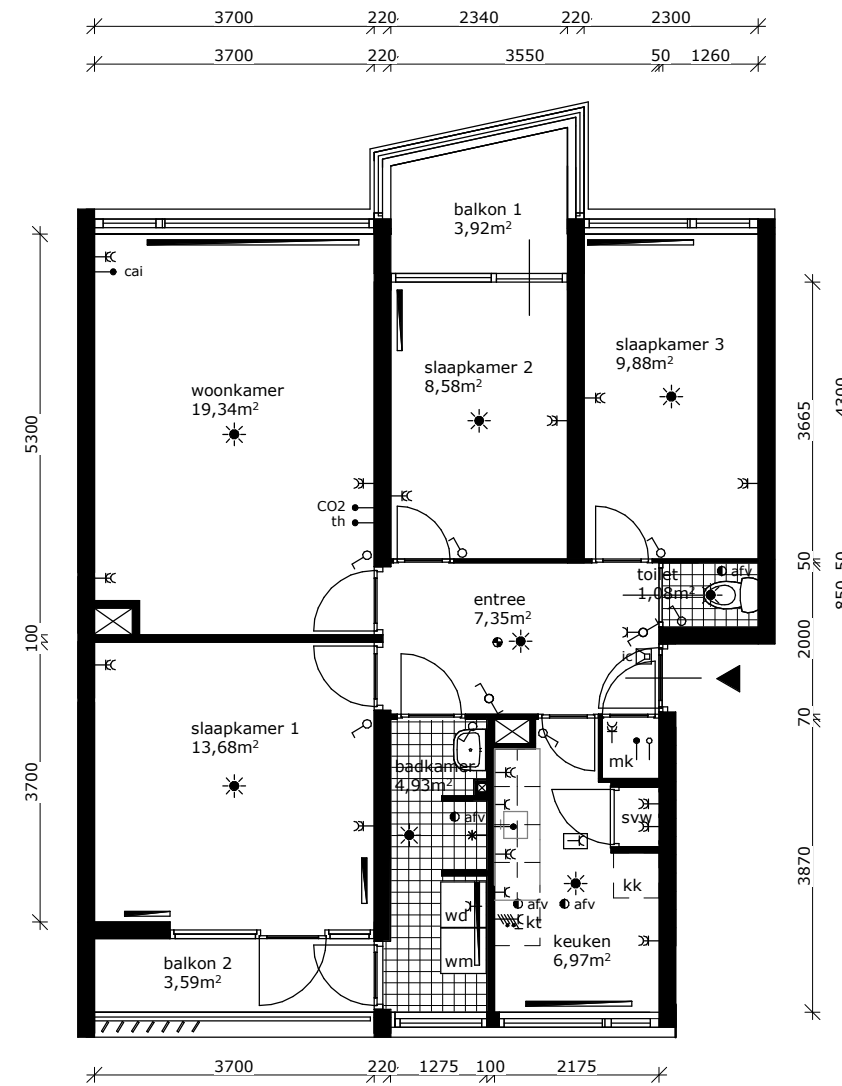 3700 220 2340 220 2300
3700 220 3550 50 1260
balkon 1
3,92m²
cai
slaapkamer 3
9,88m²
slaapkamer 2
8,58m²
woonkamer
19,34m²
5300
3665
4300
CO2
th
toilet
1,08m²
afv
50
50
850
entree
7,35m²
100
2000
ic
70
slaapkamer 1
13,68m²
badkamer
4,93m²
mk
afv
svw
3700
3870
kk
afv
afv
wd
kt
wm
keuken
6,97m²
balkon 2
3,59m²
3700 220 1275 100 2175